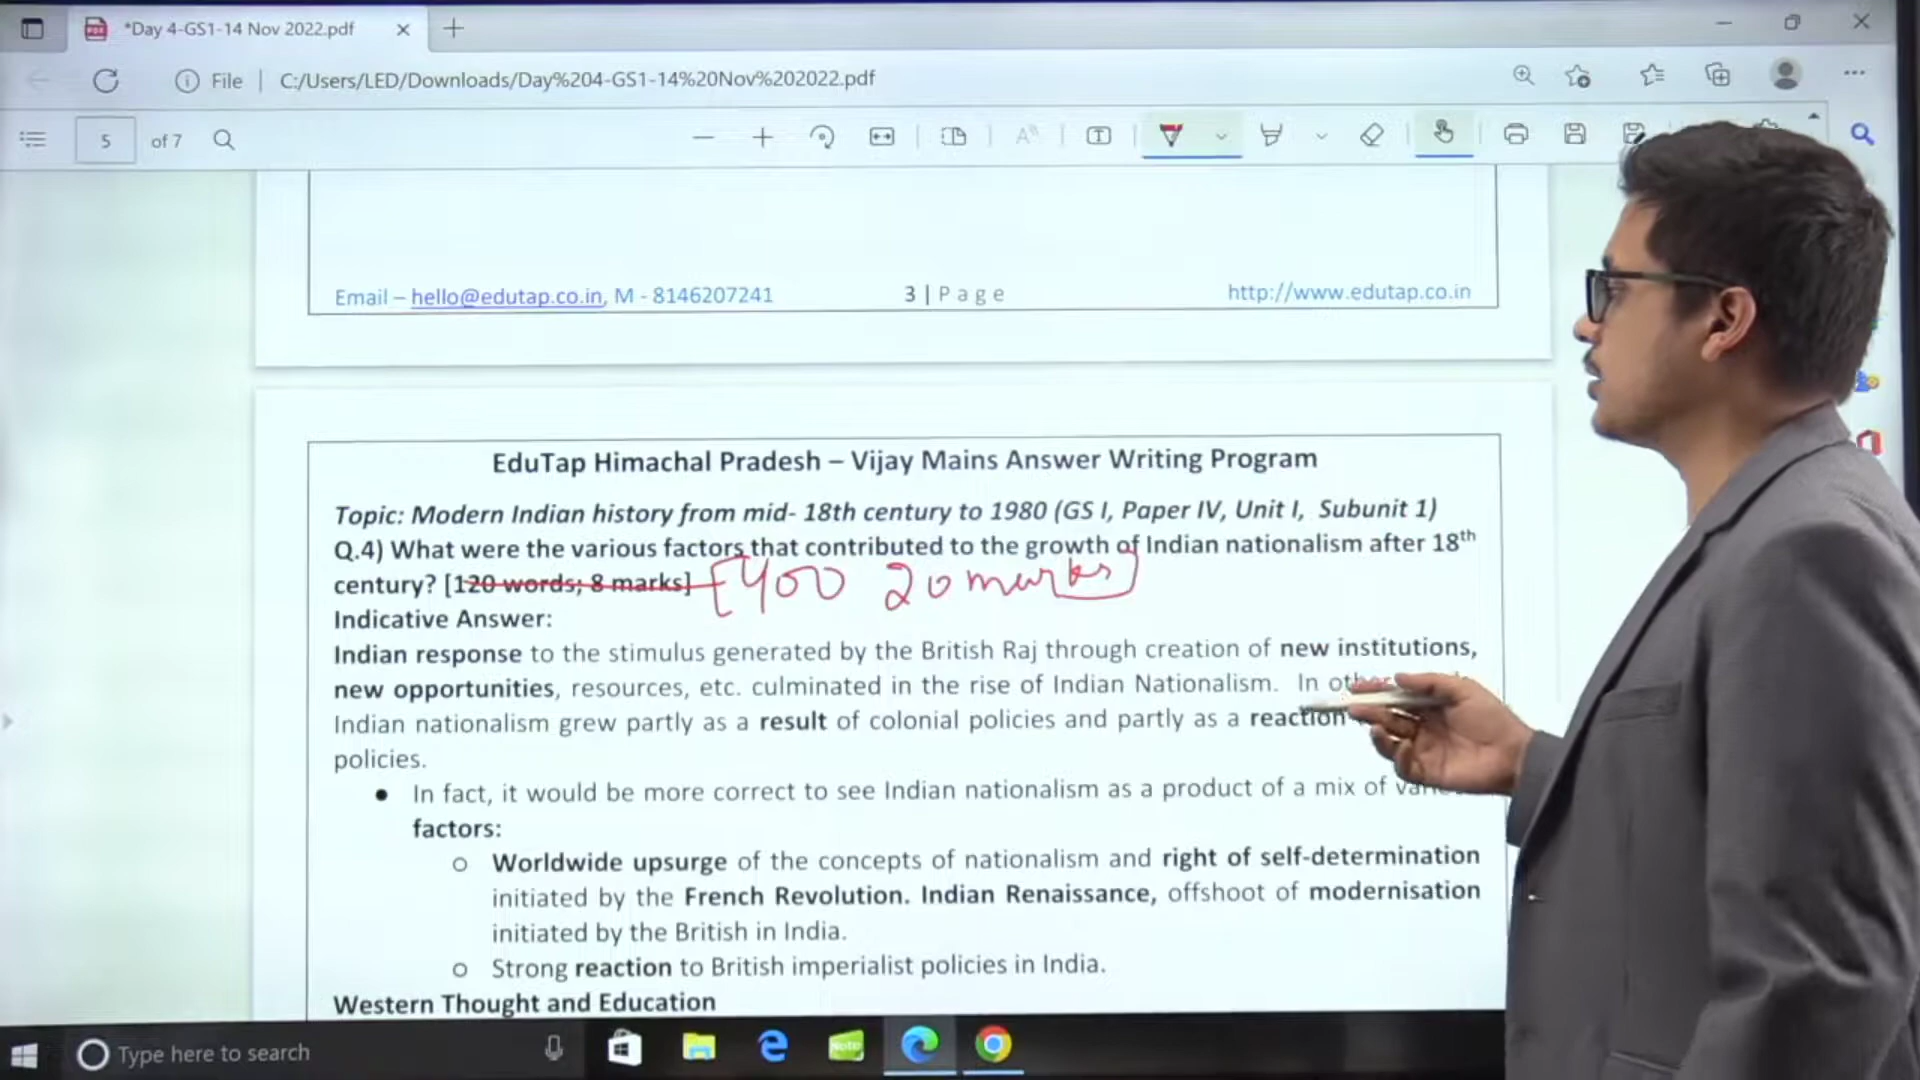 *Day 4-GS1-14 Nov 2022.pdf
File | C:/Users/LED/Downloads/Day%204-GS1-14%20Nov%202022.pdf
5 of 7
Email – hello@edutap.co.in, M - 8146207241 3 | P a g e http://www.edutap.co.in
EduTap Himachal Pradesh – Vijay Mains Answer Writing Program
Topic: Modern Indian history from mid- 18th century to 1980 (GS I, Paper IV, Unit I, Subunit 1)
Q.4) What were the various factors that contributed to the growth of Indian nationalism after 18th
century? [120 words; 8 marks] [400 20 marks]
Indicative Answer:
Indian response to the stimulus generated by the British Raj through creation of new institutions,
new opportunities, resources, etc. culminated in the rise of Indian Nationalism. In other
Indian nationalism grew partly as a result of colonial policies and partly as a reaction
policies.
● In fact, it would be more correct to see Indian nationalism as a product of a mix of
factors:
o Worldwide upsurge of the concepts of nationalism and right of self-determination
initiated by the French Revolution. Indian Renaissance, offshoot of modernisation
initiated by the British in India.
o Strong reaction to British imperialist policies in India.
Western Thought and Education
Type here to search